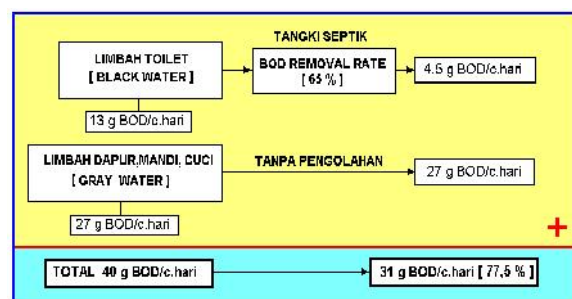 TANGKI SEPTIK
LIMBAH TOILET
[ BLACK WATER ]
BOD REMOVAL RATE
[ 65 % ]
4.5 g BOD/c.hari
13 g BOD/c.hari
LIMBAH DAPUR,MANDI, CUCI
[ GRAY WATER ]
TANPA PENGOLAHAN
27 g BOD/c.hari
27 g BOD/c.hari
+
TOTAL 40 g BOD/c.hari
31 g BOD/c.hari [ 77,5 % ]